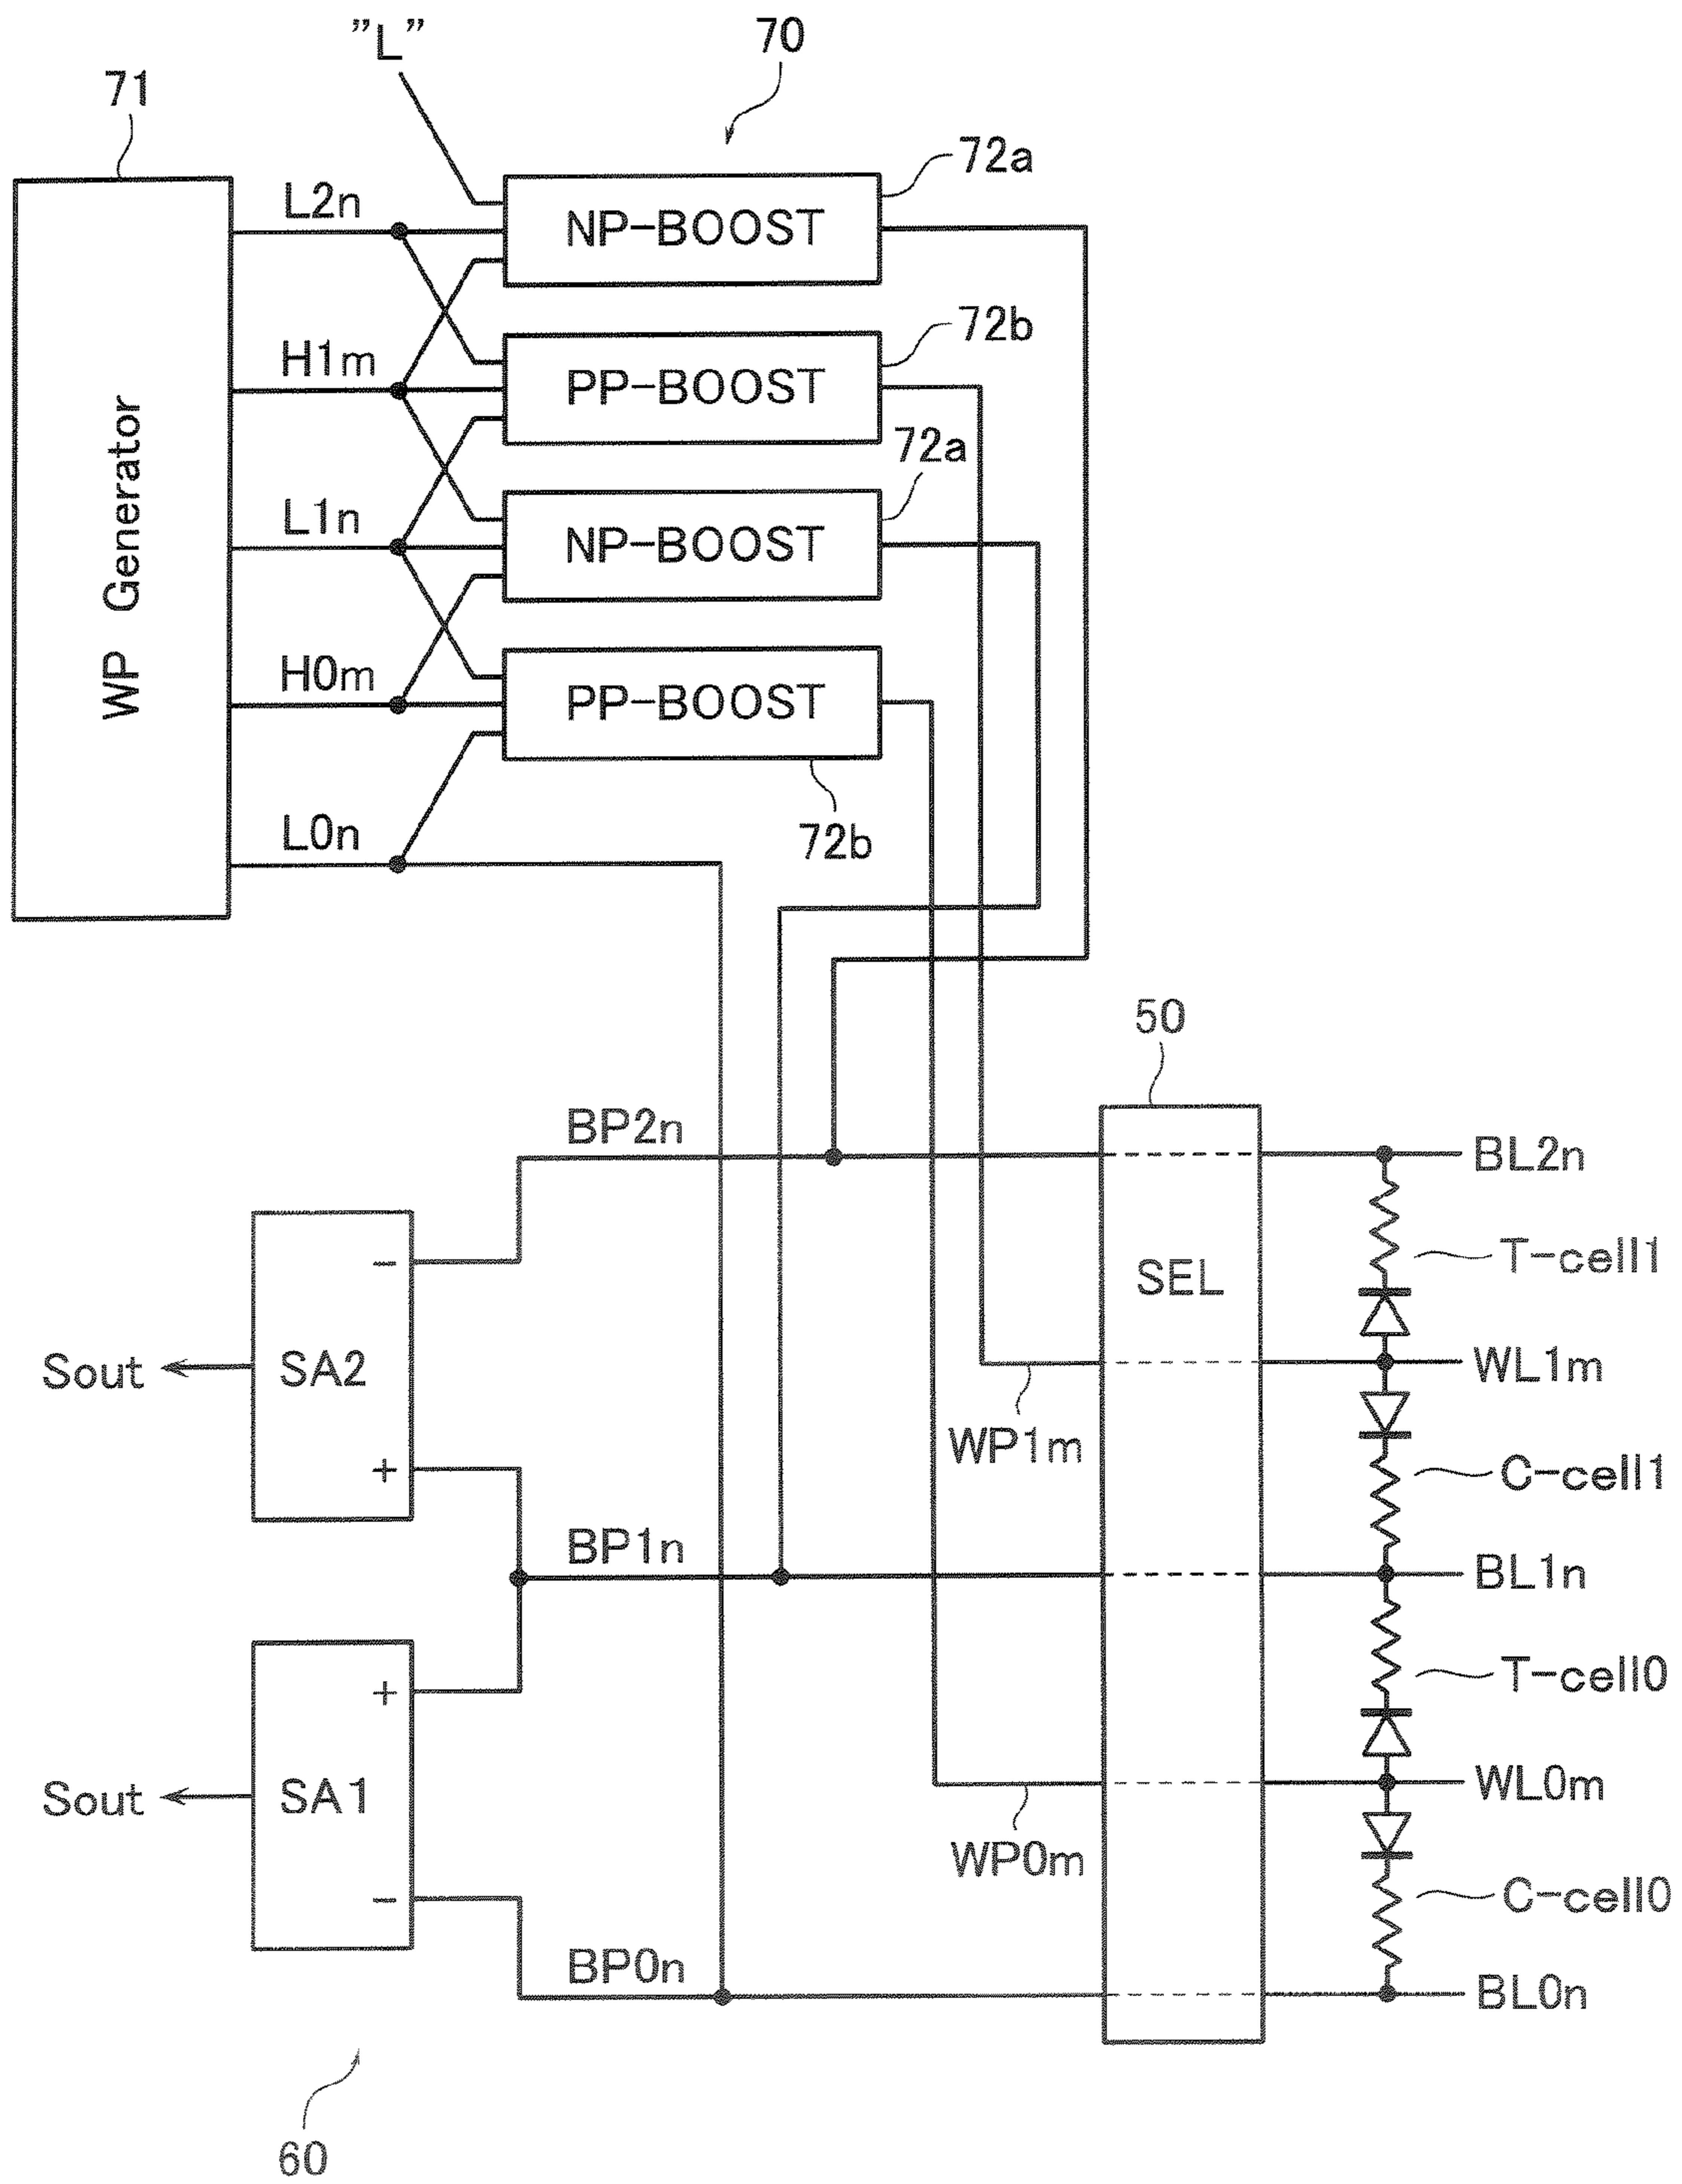 "L"
70
71
72a
L2n
NP-BOOST
72b
H1m
PP-BOOST
72a
L1n
NP-BOOST
WP Generator
H0m
PP-BOOST
L0n
72b
50
BP2n
BL2n
SEL
T-cell1
−
Sout
SA2
WL1m
WP1m
+
C-cell1
BP1n
BL1n
T-cell0
+
Sout
SA1
WL0m
WP0m
−
C-cell0
BP0n
BL0n
60